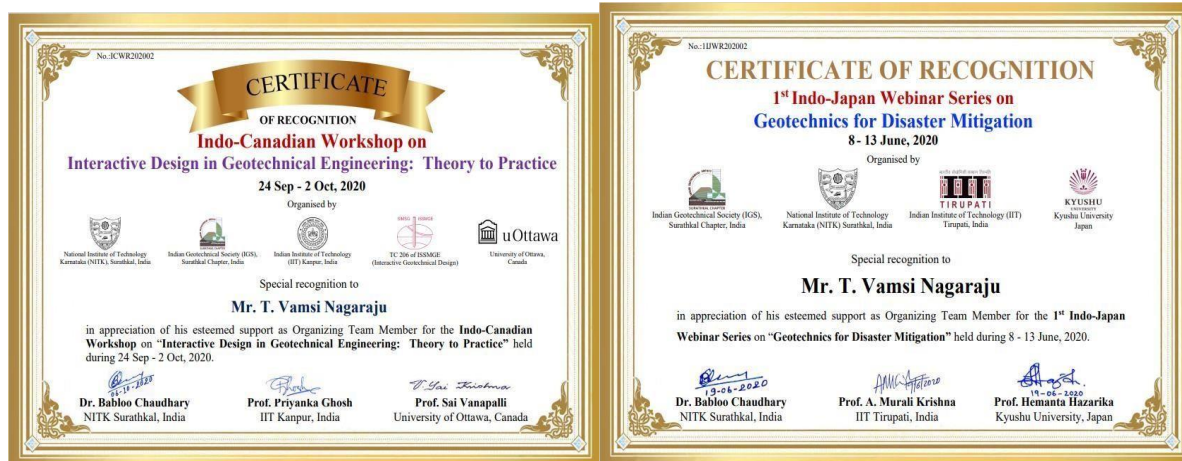 No.:ICWR202002
CERTIFICATE
OF RECOGNITION
Indo-Canadian Workshop on
Interactive Design in Geotechnical Engineering: Theory to Practice
24 Sep - 2 Oct, 2020
Organised by
uOttawa
National Institute of Technology
Karnataka (NITK), Surathkal, India
Indian Geotechnical Society (IGS),
Surathkal Chapter, India
Indian Institute of Technology
(IIT) Kanpur, India
TC 206 of ISSMGE
(Interactive Geotechnical Design)
University of Ottawa,
Canada
Special recognition to
Mr. T. Vamsi Nagaraju
in appreciation of his esteemed support as Organizing Team Member for the Indo-Canadian
Workshop on “Interactive Design in Geotechnical Engineering: Theory to Practice” held
during 24 Sep - 2 Oct, 2020.
06-10-2020
Dr. Babloo Chaudhary
NITK Surathkal, India
PGhosh
Prof. Priyanka Ghosh
IIT Kanpur, India
V. Sai Krishna
Prof. Sai Vanapalli
University of Ottawa, Canada
No.:1IJWR202002
CERTIFICATE OF RECOGNITION
1st Indo-Japan Webinar Series on
Geotechnics for Disaster Mitigation
8 - 13 June, 2020
Organised by
SURATHKAL CHAPTER
Indian Geotechnical Society (IGS),
Surathkal Chapter, India
National Institute of Technology
Karnataka (NITK) Surathkal, India
TIRUPATI
Indian Institute of Technology (IIT)
Tirupati, India
KYUSHU
UNIVERSITY
Kyushu University
Japan
Special recognition to
Mr. T. Vamsi Nagaraju
in appreciation of his esteemed support as Organizing Team Member for the 1st Indo-Japan
Webinar Series on “Geotechnics for Disaster Mitigation” held during 8 - 13 June, 2020.
19-06-2020
Dr. Babloo Chaudhary
NITK Surathkal, India
Prof. A. Murali Krishna
IIT Tirupati, India
19-06-2020
Prof. Hemanta Hazarika
Kyushu University, Japan